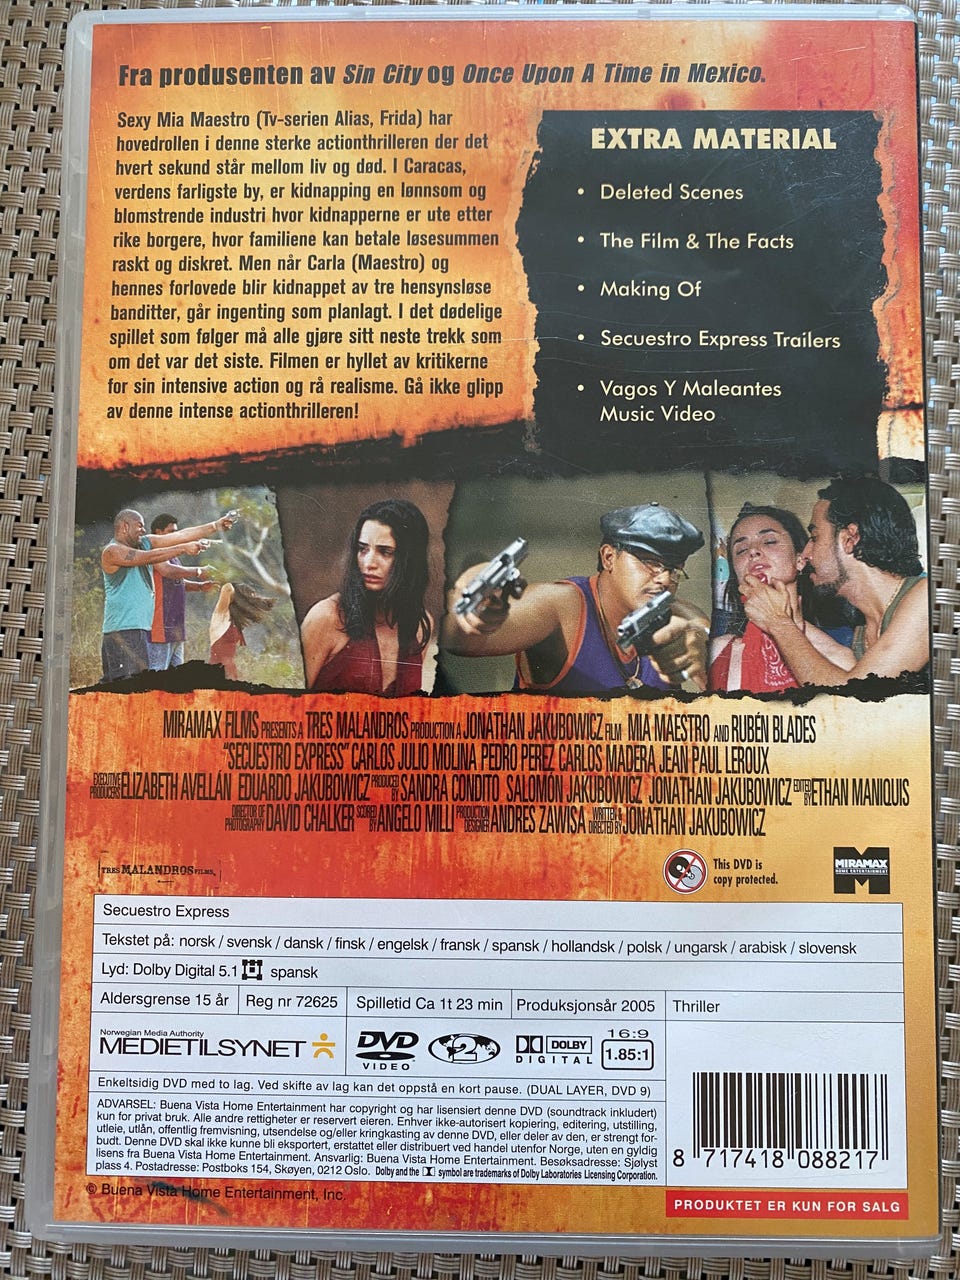 Fra produsenten av Sin City og Once Upon A Time in Mexico.
Sexy Mia Maestro (Tv-serien Alias, Frida) har
hovedrollen i denne sterke actionthrilleren der det
hvert sekund står mellom liv og død. I Caracas,
verdens farligste by, er kidnapping en lønnsom og
blomstrende industri hvor kidnapperne er ute etter
rike borgere, hvor familiene kan betale løsesummen
raskt og diskret. Men når Carla (Maestro) og
hennes forlovede blir kidnappet av tre hensynsløse
banditter, går ingenting som planlagt. I det dødelige
spillet som følger må alle gjøre sitt neste trekk som
om det var det siste. Filmen er hyllet av kritikerne
for sin intensive action og rå realisme. Gå ikke glipp
av denne intense actionthrilleren!
EXTRA MATERIAL
• Deleted Scenes
• The Film & The Facts
• Making Of
• Secuestro Express Trailers
• Vagos Y Maleantes
Music Video
MIRAMAX FILMS PRESENTS A TRES MALANDROS PRODUCTION A JONATHAN JAKUBOWICZ FILM MIA MAESTRO AND RUBÉN BLADES
"SECUESTRO EXPRESS" CARLOS JULIO MOLINA PEDRO PEREZ CARLOS MADERA JEAN PAUL LEROUX
EXECUTIVE PRODUCERS ELIZABETH AVELLÁN EDUARDO JAKUBOWICZ PRODUCED BY SANDRA CONDITO SALOMÓN JAKUBOWICZ JONATHAN JAKUBOWICZ EDITED BY ETHAN MANIQUIS
DIRECTOR OF PHOTOGRAPHY DAVID CHALKER SCORED BY ANGELO MILLI PRODUCTION DESIGNER ANDRES ZAWISA WRITTEN & DIRECTED BY JONATHAN JAKUBOWICZ
TRES MALANDROS FILMS,
This DVD is
copy protected.
MIRAMAX
HOME ENTERTAINMENT
Secuestro Express
Tekstet på: norsk / svensk / dansk / finsk / engelsk / fransk / spansk / hollandsk / polsk / ungarsk / arabisk / slovensk
Lyd: Dolby Digital 5.1 spansk
Aldersgrense 15 år Reg nr 72625 Spilletid Ca 1t 23 min Produksjonsår 2005 Thriller
Norwegian Media Authority
MEDIETILSYNET
DVD
VIDEO
2
DOLBY
DIGITAL
16:9
1.85:1
Enkeltsidig DVD med to lag. Ved skifte av lag kan det oppstå en kort pause. (DUAL LAYER, DVD 9)
ADVARSEL: Buena Vista Home Entertainment har copyright og har lisensiert denne DVD (soundtrack inkludert)
kun for privat bruk. Alle andre rettigheter er reservert eieren. Enhver ikke-autorisert kopiering, editering, utstilling,
utleie, utlån, offentlig fremvisning, utsendelse og/eller kringkasting av denne DVD, eller deler av den, er strengt for-
budt. Denne DVD skal ikke kunne bli eksportert, erstattet eller distribuert ved handel utenfor Norge, uten en gyldig
lisens fra Buena Vista Home Entertainment. Ansvarlig: Buena Vista Home Entertainment. Besøksadresse: Sjølyst
plass 4. Postadresse: Postboks 154, Skøyen, 0212 Oslo. Dolby and the symbol are trademarks of Dolby Laboratories Licensing Corporation.
8 717418 088217
© Buena Vista Home Entertainment, Inc.
PRODUKTET ER KUN FOR SALG